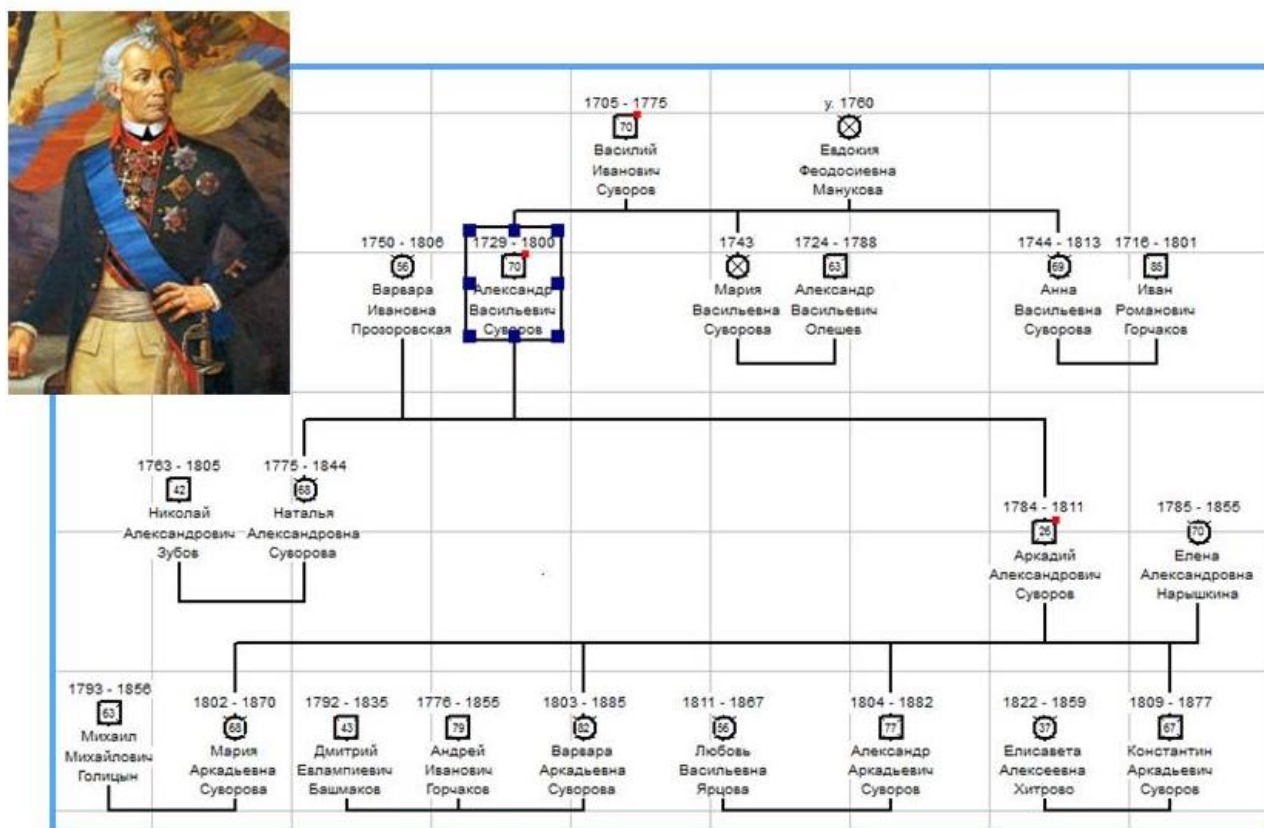 1705 - 1775
70
Василий
Иванович
Суворов
у. 1760
Евдокия
Феодосиевна
Манукова
1750 - 1806
56
Варвара
Ивановна
Прозоровская
1729 - 1800
70
Александр
Васильевич
Суворов
1743
Мария
Васильевна
Суворова
1724 - 1788
63
Александр
Васильевич
Олешев
1744 - 1813
69
Анна
Васильевна
Суворова
1716 - 1801
85
Иван
Романович
Горчаков
1763 - 1805
42
Николай
Александрович
Зубов
1775 - 1844
68
Наталья
Александровна
Суворова
1784 - 1811
26
Аркадий
Александрович
Суворов
1785 - 1855
70
Елена
Александровна
Нарышкина
1793 - 1856
63
Михаил
Михайлович
Голицын
1802 - 1870
68
Мария
Аркадьевна
Суворова
1792 - 1835
43
Дмитрий
Евлампиевич
Башмаков
1776 - 1855
79
Андрей
Иванович
Горчаков
1803 - 1885
82
Варвара
Аркадьевна
Суворова
1811 - 1867
56
Любовь
Васильевна
Ярцова
1804 - 1882
77
Александр
Аркадьевич
Суворов
1822 - 1859
37
Елисавета
Алексеевна
Хитрово
1809 - 1877
67
Константин
Аркадьевич
Суворов